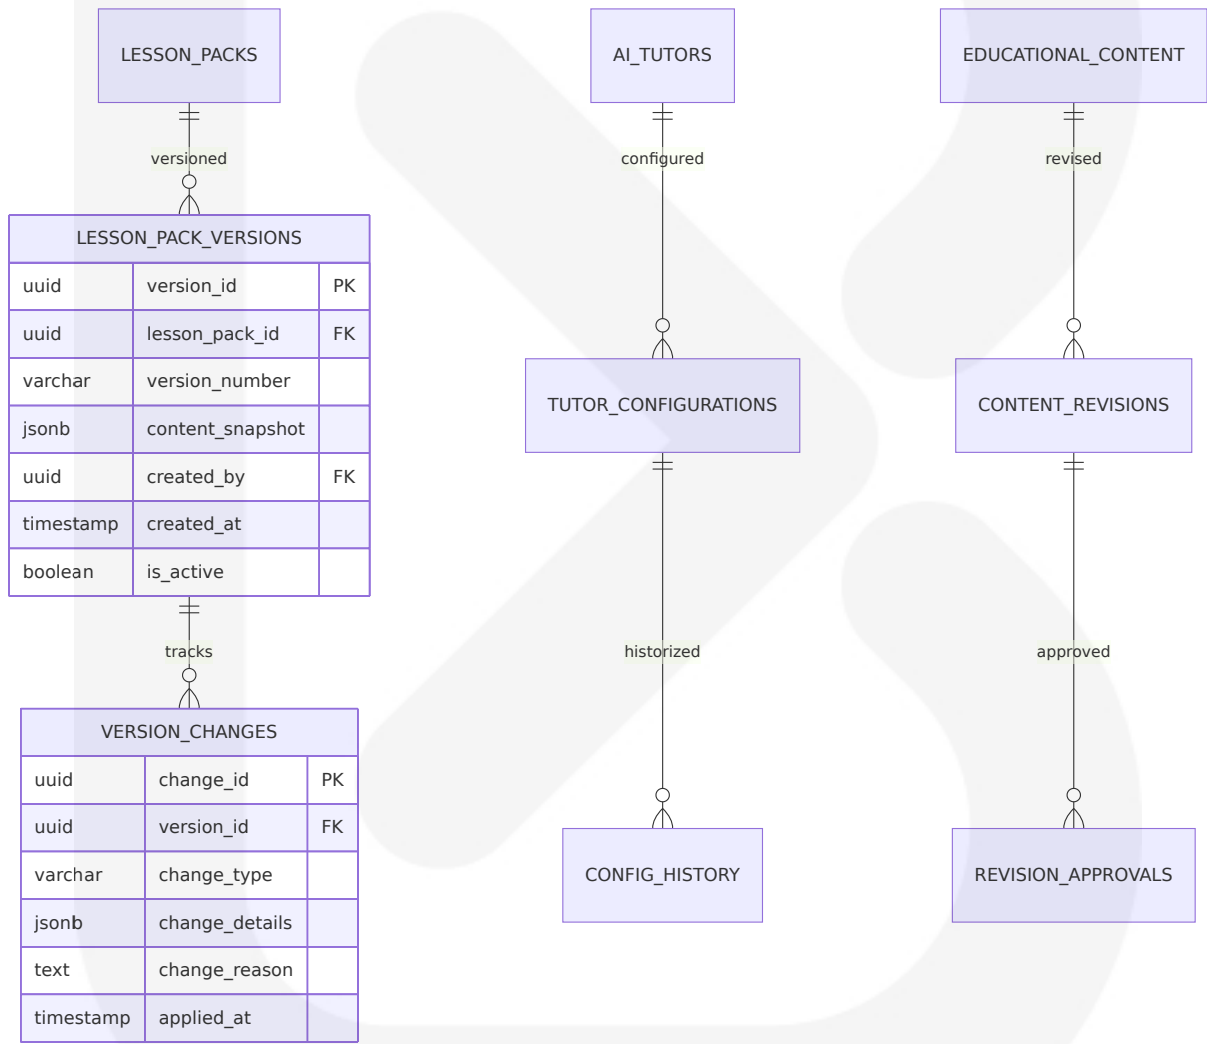 LESSON_PACKS
AI_TUTORS
EDUCATIONAL_CONTENT
versioned
configured
revised
LESSON_PACK_VERSIONS
uuid version_id PK
uuid lesson_pack_id FK
varchar version_number
jsonb content_snapshot
uuid created_by FK
timestamp created_at
boolean is_active
TUTOR_CONFIGURATIONS
CONTENT_REVISIONS
tracks
historized
approved
VERSION_CHANGES
uuid change_id PK
uuid version_id FK
varchar change_type
jsonb change_details
text change_reason
timestamp applied_at
CONFIG_HISTORY
REVISION_APPROVALS